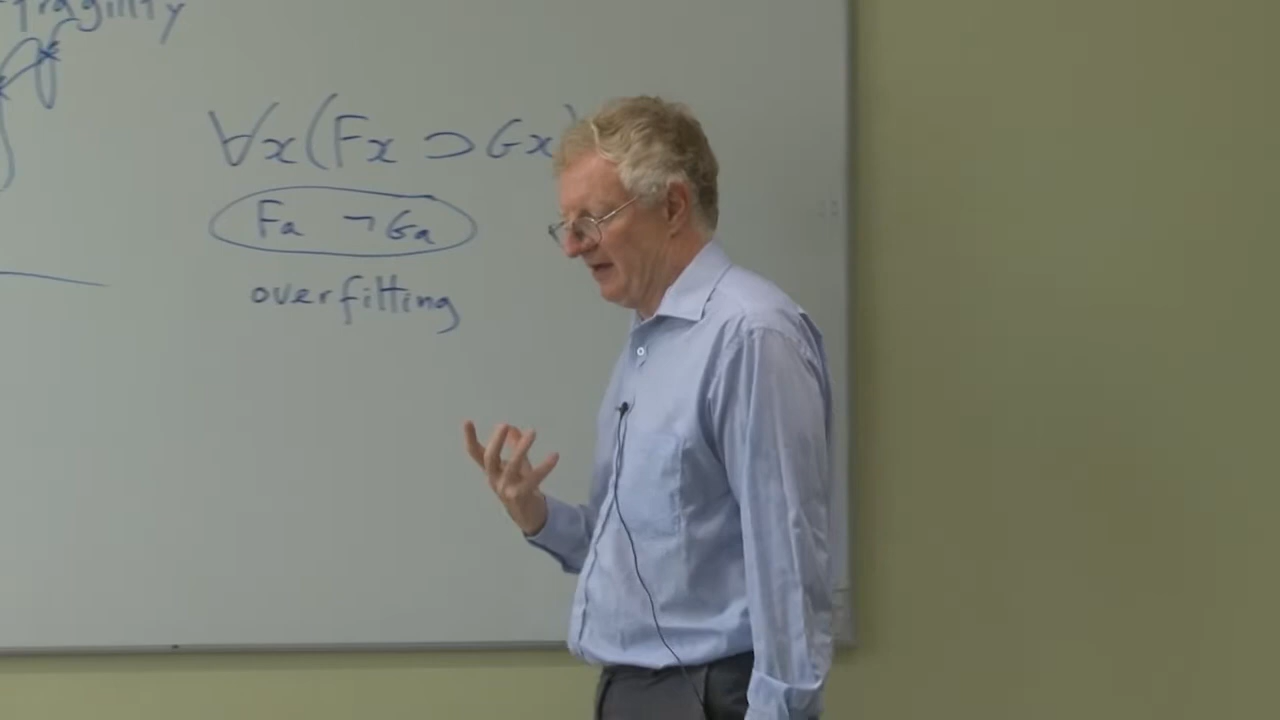 fragility
∀x(Fx ⊃ Gx)
Fa ¬Ga
overfitting